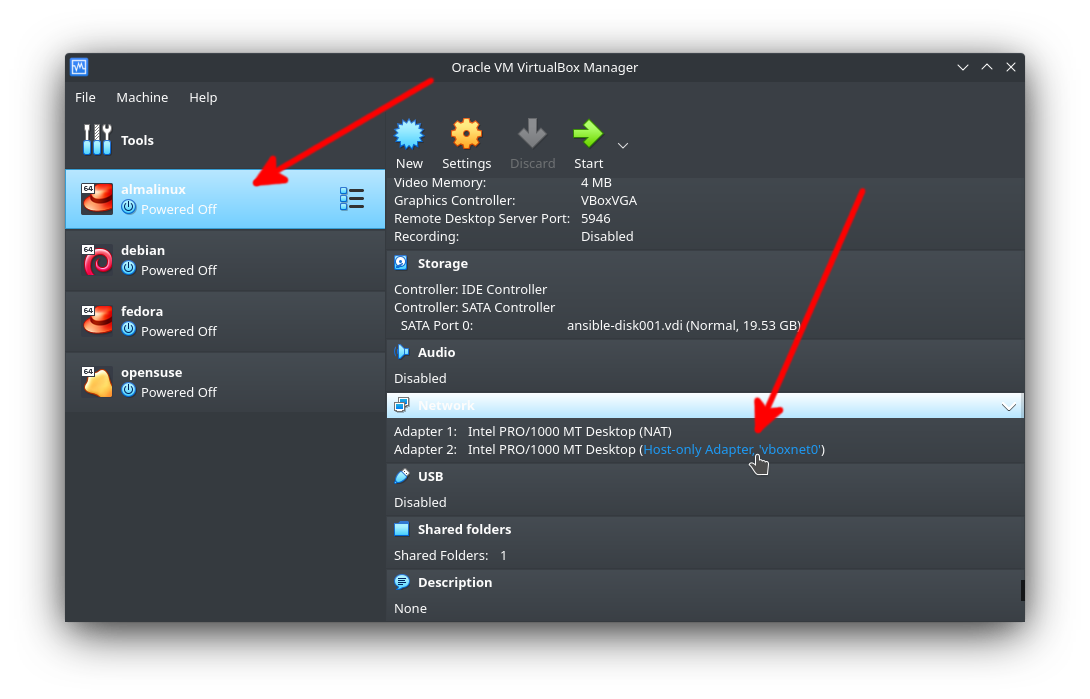 Oracle VM VirtualBox Manager
File Machine Help
Tools
New Settings Discard Start
64
almalinux
Powered Off
64
debian
Powered Off
64
fedora
Powered Off
64
opensuse
Powered Off
Video Memory: 4 MB
Graphics Controller: VBoxVGA
Remote Desktop Server Port: 5946
Recording: Disabled
Storage
Controller: IDE Controller
Controller: SATA Controller
SATA Port 0: ansible-disk001.vdi (Normal, 19.53 GB)
Audio
Disabled
Network
Adapter 1: Intel PRO/1000 MT Desktop (NAT)
Adapter 2: Intel PRO/1000 MT Desktop (Host-only Adapter, 'vboxnet0')
USB
Disabled
Shared folders
Shared Folders: 1
Description
None